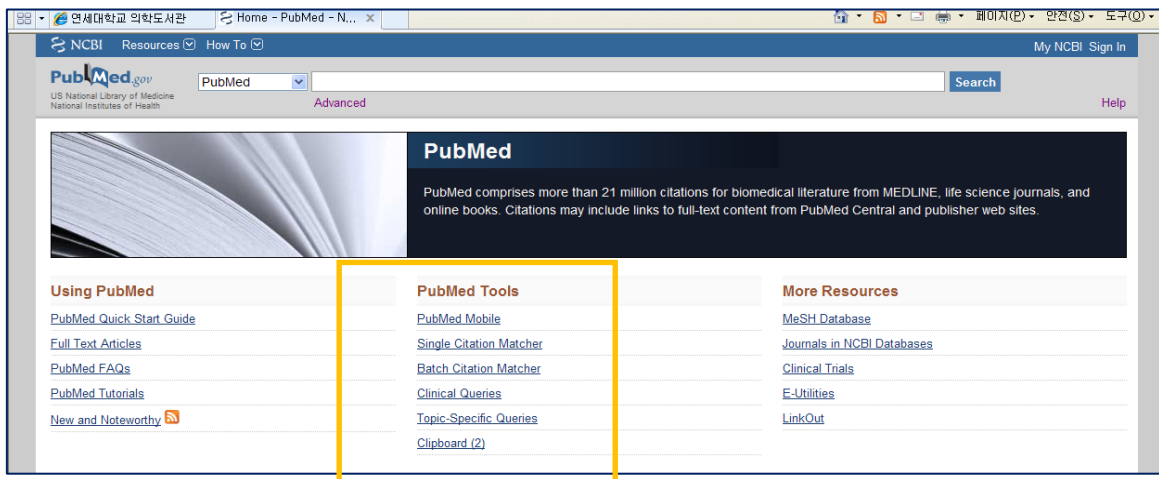 연세대학교 의학도서관
Home - PubMed - N...
페이지(P)
안전(S)
도구(O)
NCBI Resources How To
My NCBI Sign In
PubMed.gov
US National Library of Medicine
National Institutes of Health
PubMed
Search
Advanced
Help
PubMed
PubMed comprises more than 21 million citations for biomedical literature from MEDLINE, life science journals, and
online books. Citations may include links to full-text content from PubMed Central and publisher web sites.
Using PubMed
PubMed Quick Start Guide
Full Text Articles
PubMed FAQs
PubMed Tutorials
New and Noteworthy
PubMed Tools
PubMed Mobile
Single Citation Matcher
Batch Citation Matcher
Clinical Queries
Topic-Specific Queries
Clipboard (2)
More Resources
MeSH Database
Journals in NCBI Databases
Clinical Trials
E-Utilities
LinkOut